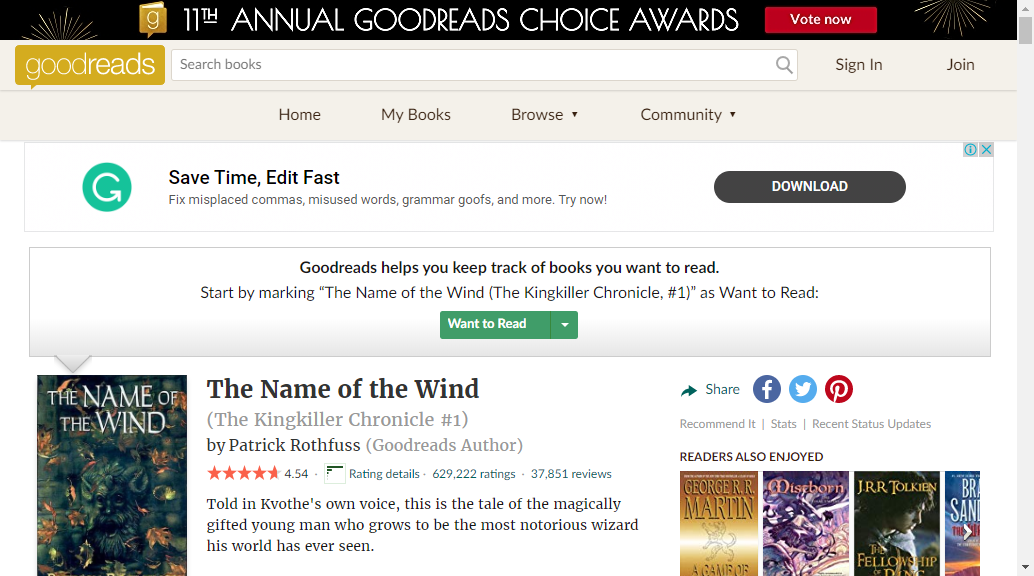 11TH ANNUAL GOODREADS CHOICE AWARDS
Vote now
goodreads
Search books
Sign In
Join
Home
My Books
Browse ▾
Community ▾
Save Time, Edit Fast
Fix misplaced commas, misused words, grammar goofs, and more. Try now!
DOWNLOAD
Goodreads helps you keep track of books you want to read.
Start by marking “The Name of the Wind (The Kingkiller Chronicle, #1)” as Want to Read:
Want to Read
THE NAME OF
THE WIND
The Name of the Wind
(The Kingkiller Chronicle #1)
by Patrick Rothfuss (Goodreads Author)
4.54 · Rating details · 629,222 ratings · 37,851 reviews
Told in Kvothe's own voice, this is the tale of the magically
gifted young man who grows to be the most notorious wizard
his world has ever seen.
Share
Recommend It | Stats | Recent Status Updates
READERS ALSO ENJOYED
GEORGE R. R.
MARTIN
A GAME OF
Mistborn
J.R.R. TOLKIEN
THE
FELLOWSHIP
BRA
SAND